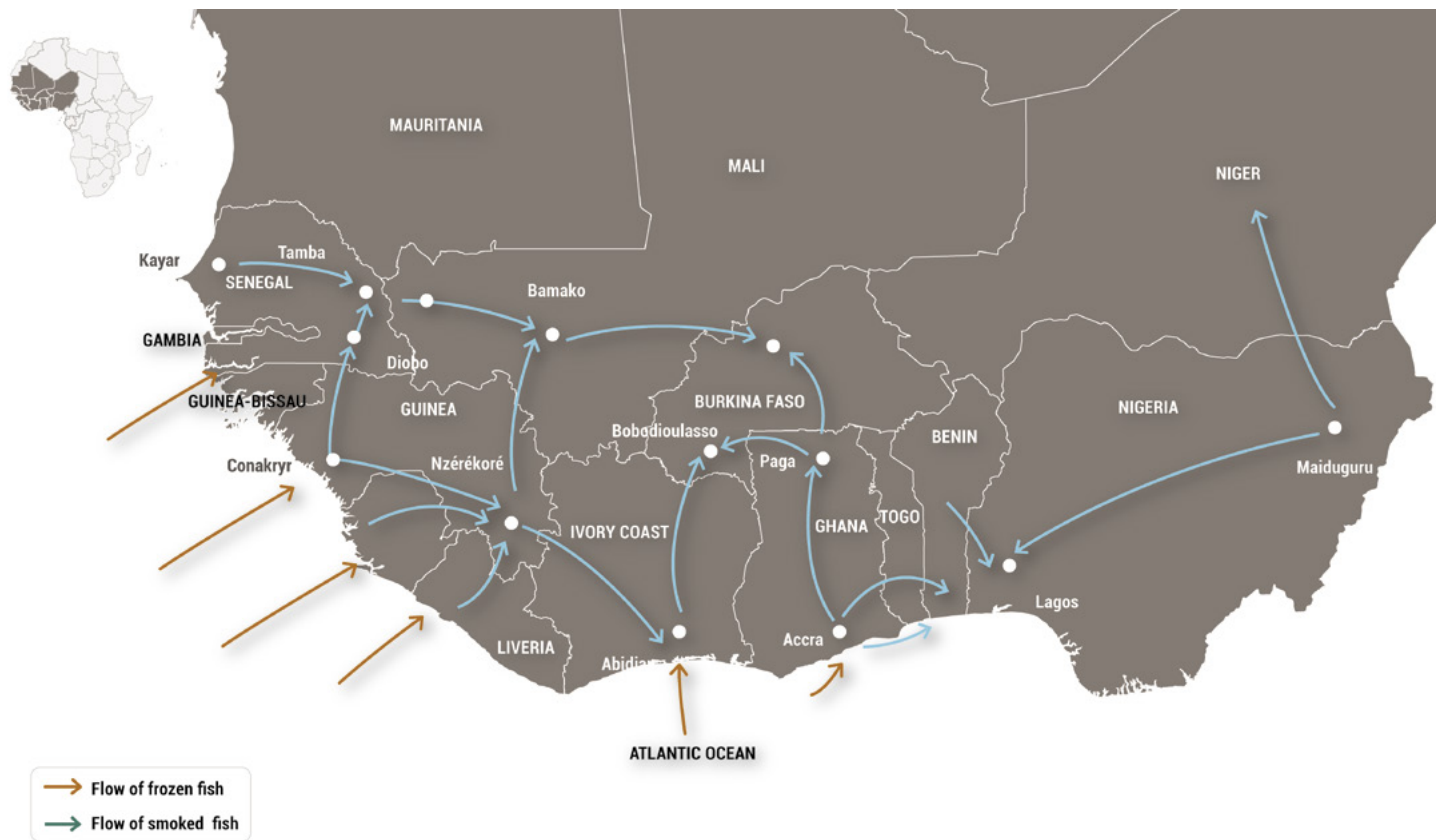 MAURITANIA
MALI
NIGER
Kayar
Tamba
SENEGAL
Bamako
GAMBIA
Diobo
GUINEA-BISSAU
GUINEA
BURKINA FASO
NIGERIA
Bobodioulasso
BENIN
Conakryr
Nzérékoré
Paga
Maiduguru
IVORY COAST
GHANA
TOGO
Lagos
LIVERIA
Abidjan
Accra
ATLANTIC OCEAN
Flow of frozen fish
Flow of smoked fish